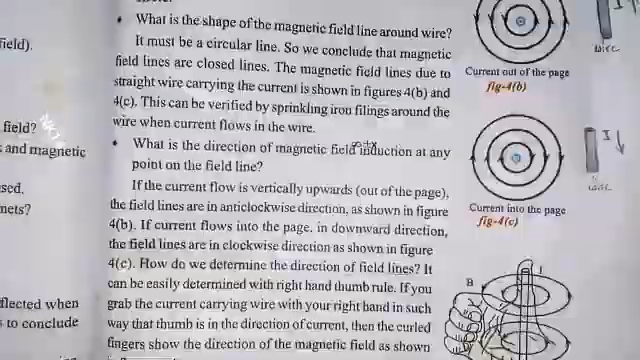 • What is the shape of the magnetic field line around wire?
It must be a circular line. So we conclude that magnetic
field lines are closed lines. The magnetic field lines due to
straight wire carrying the current is shown in figures 4(b) and
4(c). This can be verified by sprinkling iron filings around the
wire when current flows in the wire.
• What is the direction of magnetic field induction at any
point on the field line?
If the current flow is vertically upwards (out of the page),
the field lines are in anticlockwise direction, as shown in figure
4(b). If current flows into the page, in downward direction,
the field lines are in clockwise direction as shown in figure
4(c). How do we determine the direction of field lines? It
can be easily determined with right hand thumb rule. If you
grab the current carrying wire with your right hand in such
way that thumb is in the direction of current, then the curled
fingers show the direction of the magnetic field as shown
field).
field?
and magnetic
sed.
nets?
flected when
to conclude
I
wire
Current out of the page
fig-4(b)
I
wire
Current into the page
fig-4(c)
B
I